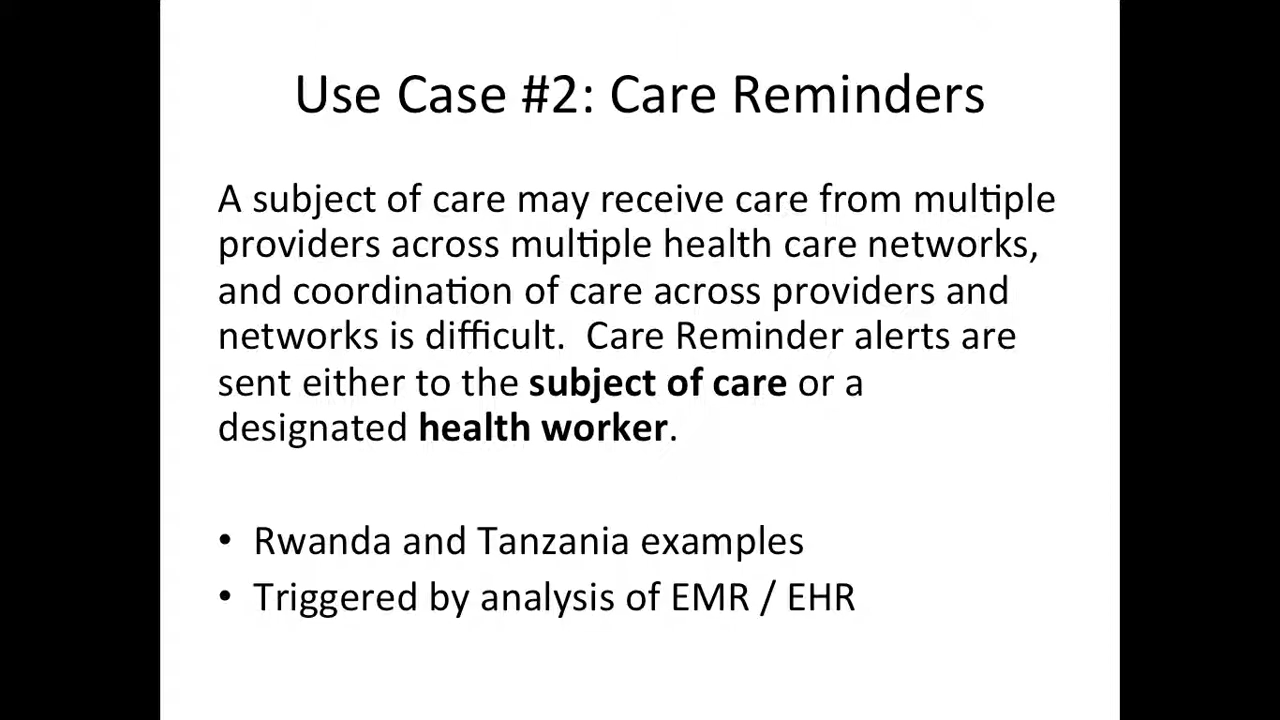 Use Case #2: Care Reminders
A subject of care may receive care from multiple
providers across multiple health care networks,
and coordination of care across providers and
networks is difficult.  Care Reminder alerts are
sent either to the subject of care or a
designated health worker.
• Rwanda and Tanzania examples
• Triggered by analysis of EMR / EHR